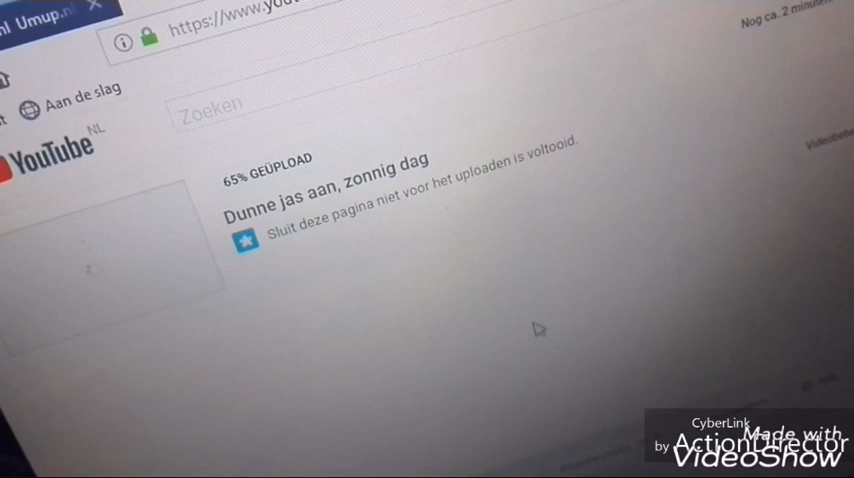 Umup.nl
https://www.you
Aan de slag
YouTube NL
Zoeken
Nog ca. 2 minuten
65% GEÜPLOAD
Dunne jas aan, zonnig dag
Sluit deze pagina niet voor het uploaden is voltooid.
CyberLink
by ActionDirector
Made with
VideoShow